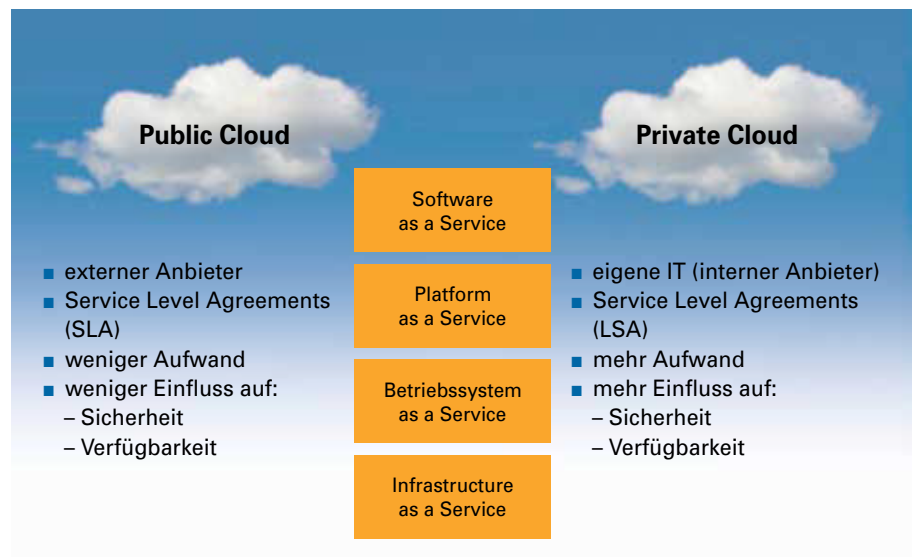 Public Cloud
Private Cloud
Software
as a Service
Platform
as a Service
Betriebssystem
as a Service
Infrastructure
as a Service
■ externer Anbieter
■ Service Level Agreements
(SLA)
■ weniger Aufwand
■ weniger Einfluss auf:
– Sicherheit
– Verfügbarkeit
■ eigene IT (interner Anbieter)
■ Service Level Agreements
(LSA)
■ mehr Aufwand
■ mehr Einfluss auf:
– Sicherheit
– Verfügbarkeit